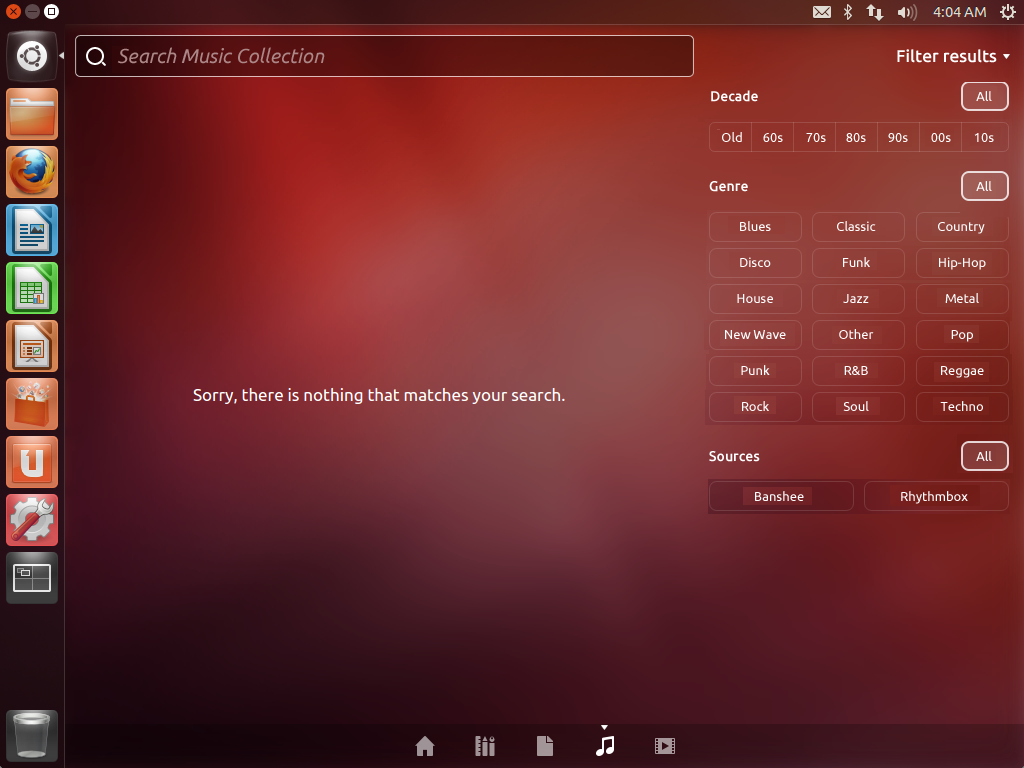 4:04 AM
Search Music Collection
Filter results
Decade All
Old 60s 70s 80s 90s 00s 10s
Genre All
Blues Classic Country
Disco Funk Hip-Hop
House Jazz Metal
New Wave Other Pop
Punk R&B Reggae
Rock Soul Techno
Sorry, there is nothing that matches your search.
Sources All
Banshee Rhythmbox